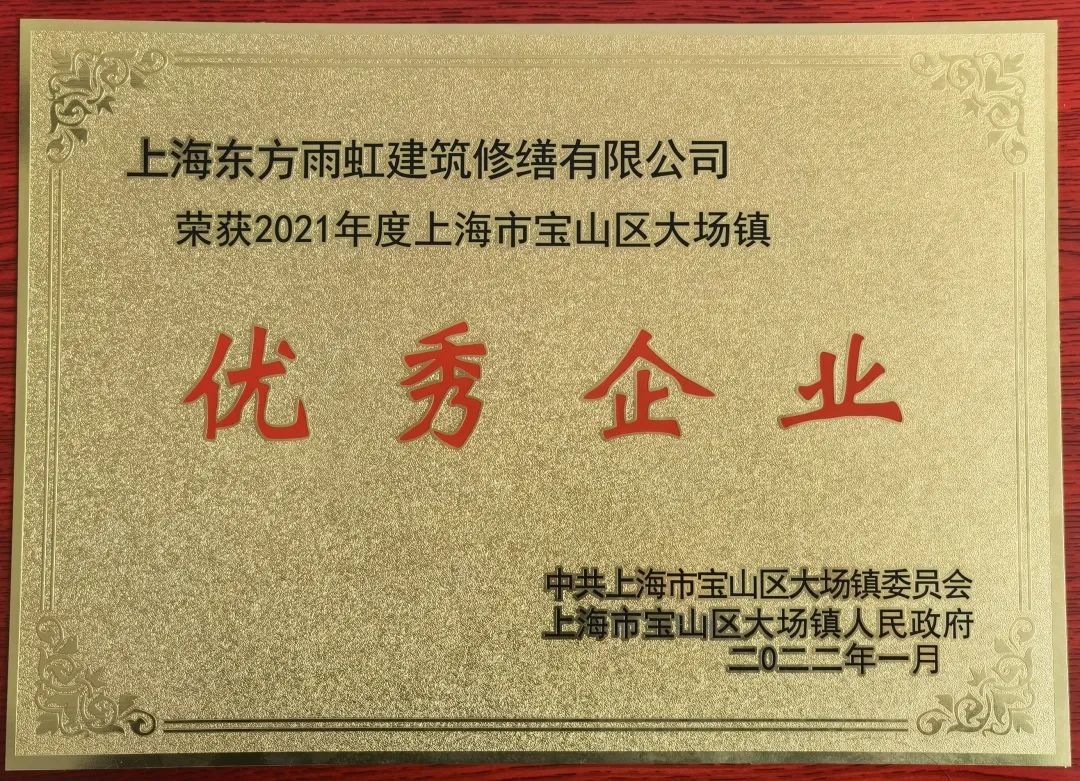 上海东方雨虹建筑修缮有限公司
荣获2021年度上海市宝山区大场镇
优秀企业
中共上海市宝山区大场镇委员会
上海市宝山区大场镇人民政府
二0二二年一月